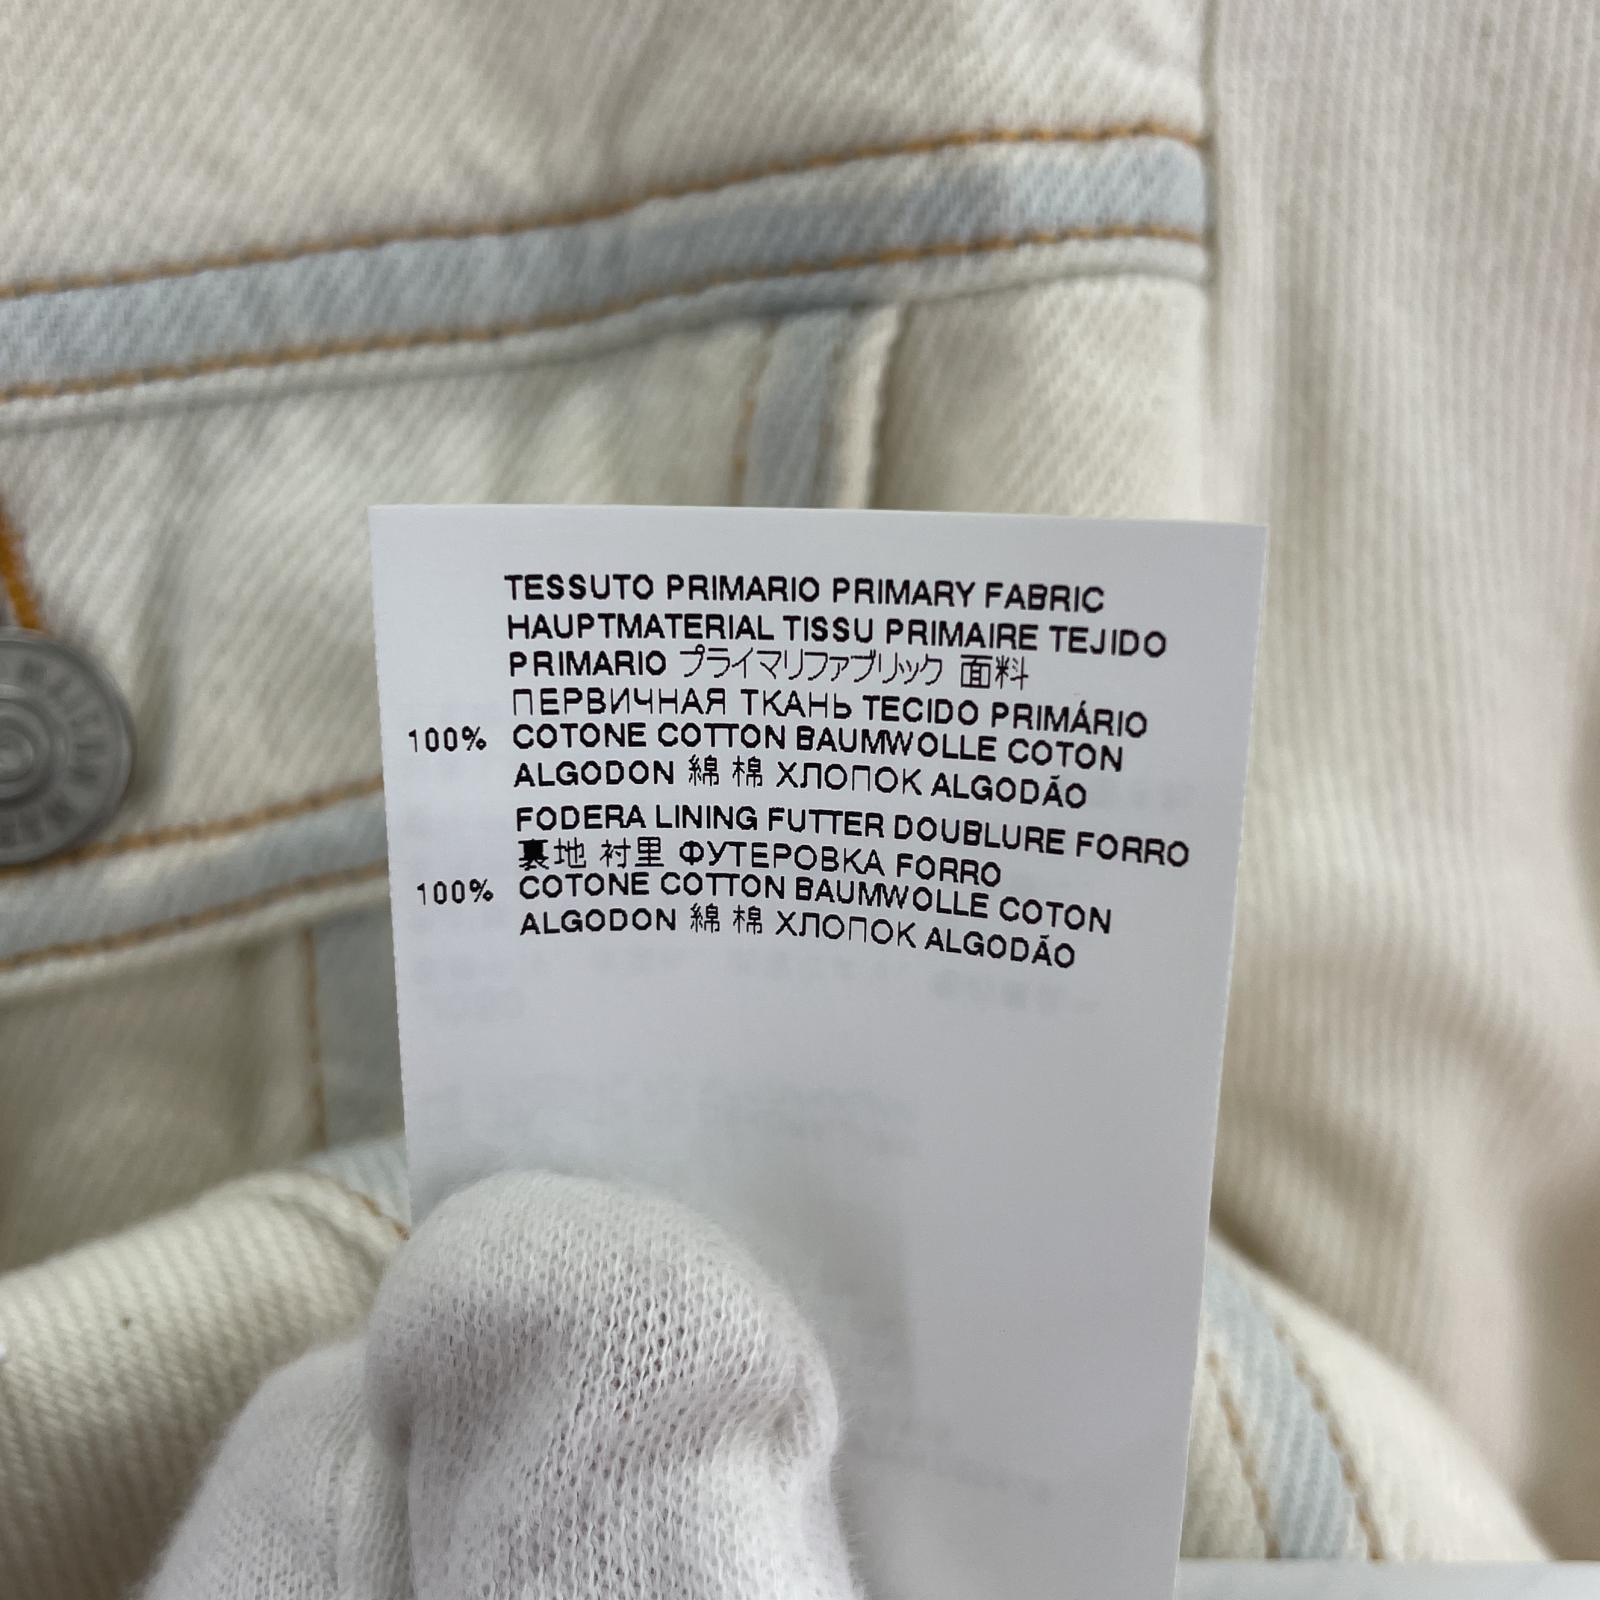 TESSUTO PRIMARIO PRIMARY FABRIC
HAUPTMATERIAL TISSU PRIMAIRE TEJIDO
PRIMARIO プライマリファブリック 面料
ПЕРВИЧНАЯ ТКАНЬ TECIDO PRIMÁRIO
100% COTONE COTTON BAUMWOLLE COTON
ALGODON 綿 棉 ХЛОПОК ALGODÃO
FODERA LINING FUTTER DOUBLURE FORRO
裏地 衬里 ФУТЕРОВКА FORRO
100% COTONE COTTON BAUMWOLLE COTON
ALGODON 綿 棉 ХЛОПОК ALGODÃO